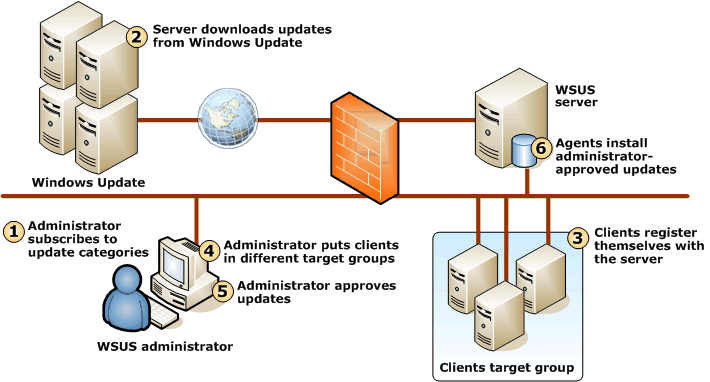 2 Server downloads updates
from Windows Update
Windows Update
WSUS
server
6 Agents install
administrator-
approved updates
1 Administrator
subscribes to
update categories
4 Administrator puts clients
in different target groups
5 Administrator approves
updates
WSUS administrator
3 Clients register
themselves with
the server
Clients target group